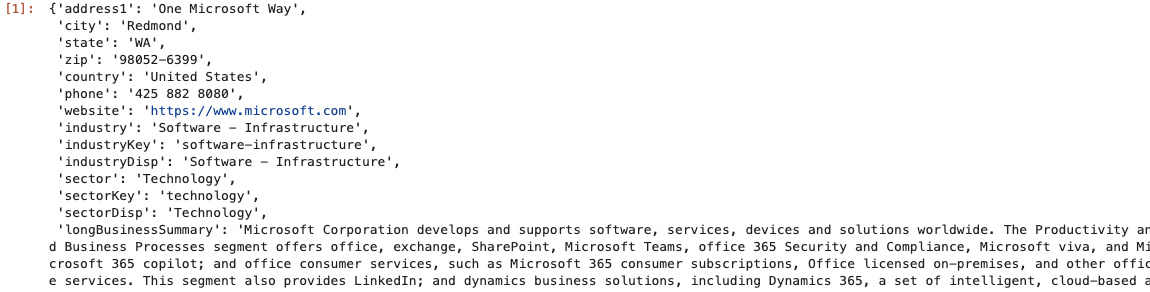 [1]: {'address1': 'One Microsoft Way',
'city': 'Redmond',
'state': 'WA',
'zip': '98052-6399',
'country': 'United States',
'phone': '425 882 8080',
'website': 'https://www.microsoft.com',
'industry': 'Software - Infrastructure',
'industryKey': 'software-infrastructure',
'industryDisp': 'Software - Infrastructure',
'sector': 'Technology',
'sectorKey': 'technology',
'sectorDisp': 'Technology',
'longBusinessSummary': 'Microsoft Corporation develops and supports software, services, devices and solutions worldwide. The Productivity an
d Business Processes segment offers office, exchange, SharePoint, Microsoft Teams, office 365 Security and Compliance, Microsoft viva, and Mi
crosoft 365 copilot; and office consumer services, such as Microsoft 365 consumer subscriptions, Office licensed on-premises, and other offic
e services. This segment also provides LinkedIn; and dynamics business solutions, including Dynamics 365, a set of intelligent, cloud-based a